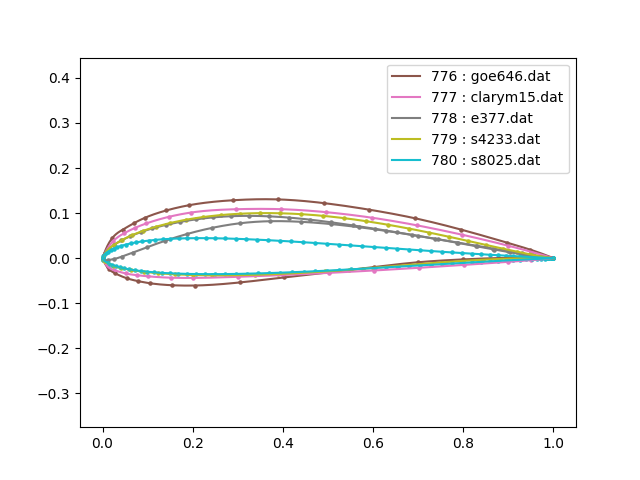 776 : goe646.dat
777 : clarym15.dat
778 : e377.dat
779 : s4233.dat
780 : s8025.dat
0.4
0.3
0.2
0.1
0.0
−0.1
−0.2
−0.3
0.0 0.2 0.4 0.6 0.8 1.0